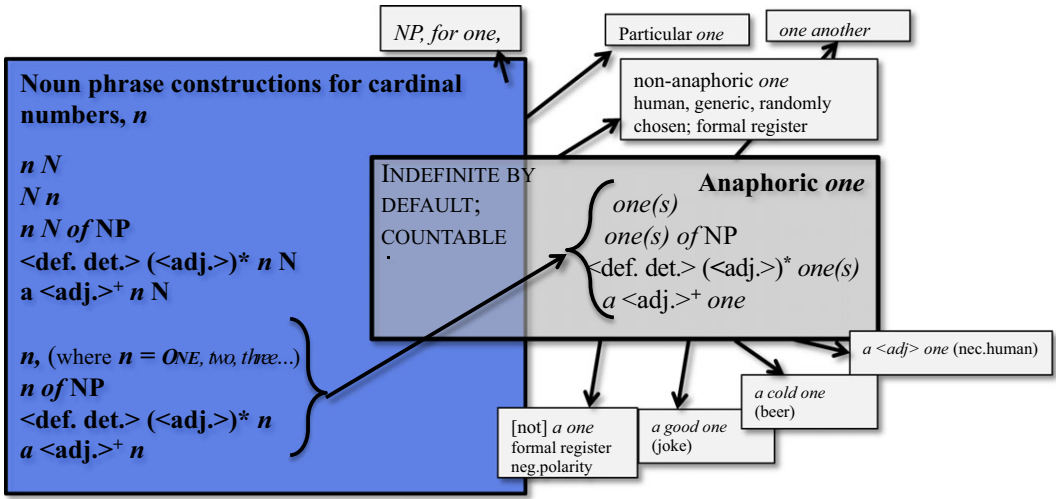 NP, for one,
Particular one
one another
Noun phrase constructions for cardinal
numbers, n
n N
N n
n N of NP
<def. det.> (<adj.>)* n N
a <adj.>+ n N
n, (where n = ONE, two, three...)
n of NP
<def. det.> (<adj.>)* n
a <adj.>+ n
non-anaphoric one
human, generic, randomly
chosen; formal register
INDEFINITE BY
DEFAULT;
COUNTABLE
.
Anaphoric one
one(s)
one(s) of NP
<def. det.> (<adj.>)* one(s)
a <adj.>+ one
a <adj> one (nec.human)
a cold one
(beer)
a good one
(joke)
[not] a one
formal register
neg.polarity